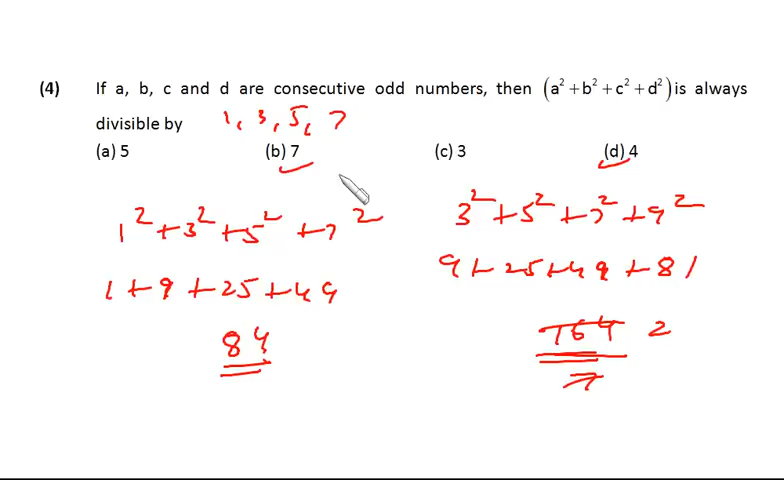 (4) If a, b, c and d are consecutive odd numbers, then (a² + b² + c² + d²) is always
divisible by 1, 3, 5, 7
(a) 5 (b) 7 (c) 3 (d) 4
1² + 3² + 5² + 7² 3² + 5² + 7² + 9²
1 + 9 + 25 + 49 9 + 25 + 49 + 81
84 164 2
7